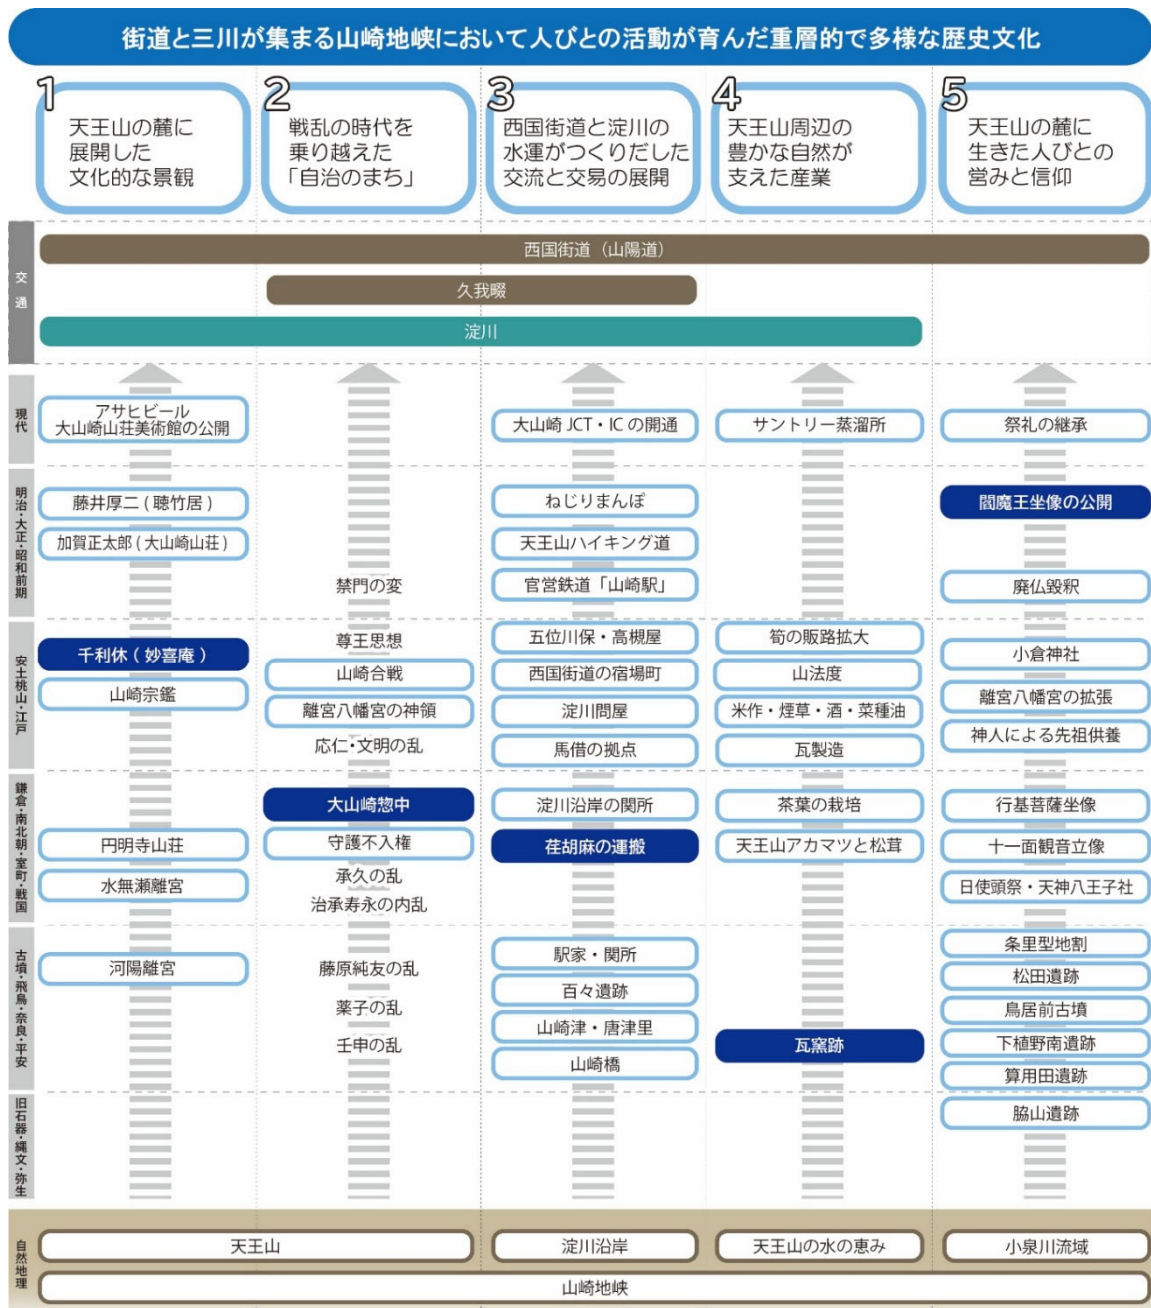 街道と三川が集まる山崎地峡において人びとの活動が育んだ重層的で多様な歴史文化
1
天王山の麓に
展開した
文化的な景観
2
戦乱の時代を
乗り越えた
「自治のまち」
3
西国街道と淀川の
水運がつくりだした
交流と交易の展開
4
天王山周辺の
豊かな自然が
支えた産業
5
天王山の麓に
生きた人びとの
営みと信仰
交通
西国街道（山陽道）
久我畷
淀川
現代
アサヒビール
大山崎山荘美術館の公開
大山崎 JCT・IC の開通
サントリー蒸溜所
祭礼の継承
明治・大正・昭和前期
藤井厚二 ( 聴竹居 )
加賀正太郎 ( 大山崎山荘 )
禁門の変
ねじりまんぽ
天王山ハイキング道
官営鉄道「山崎駅」
閻魔王坐像の公開
廃仏毀釈
安土桃山・江戸
千利休 ( 妙喜庵 )
山崎宗鑑
尊王思想
山崎合戦
離宮八幡宮の神領
応仁・文明の乱
五位川保・高槻屋
西国街道の宿場町
淀川問屋
馬借の拠点
筍の販路拡大
山法度
米作・煙草・酒・菜種油
瓦製造
小倉神社
離宮八幡宮の拡張
神人による先祖供養
鎌倉・南北朝・室町・戦国
円明寺山荘
水無瀬離宮
大山崎惣中
守護不入権
承久の乱
治承寿永の内乱
淀川沿岸の関所
荏胡麻の運搬
茶葉の栽培
天王山アカマツと松茸
行基菩薩坐像
十一面観音立像
日使頭祭・天神八王子社
古墳・飛鳥・奈良・平安
河陽離宮
藤原純友の乱
薬子の乱
壬申の乱
駅家・関所
百々遺跡
山崎津・唐津里
山崎橋
瓦窯跡
条里型地割
松田遺跡
鳥居前古墳
下植野南遺跡
算用田遺跡
旧石器・縄文・弥生
脇山遺跡
自然地理
天王山
淀川沿岸
天王山の水の恵み
小泉川流域
山崎地峡